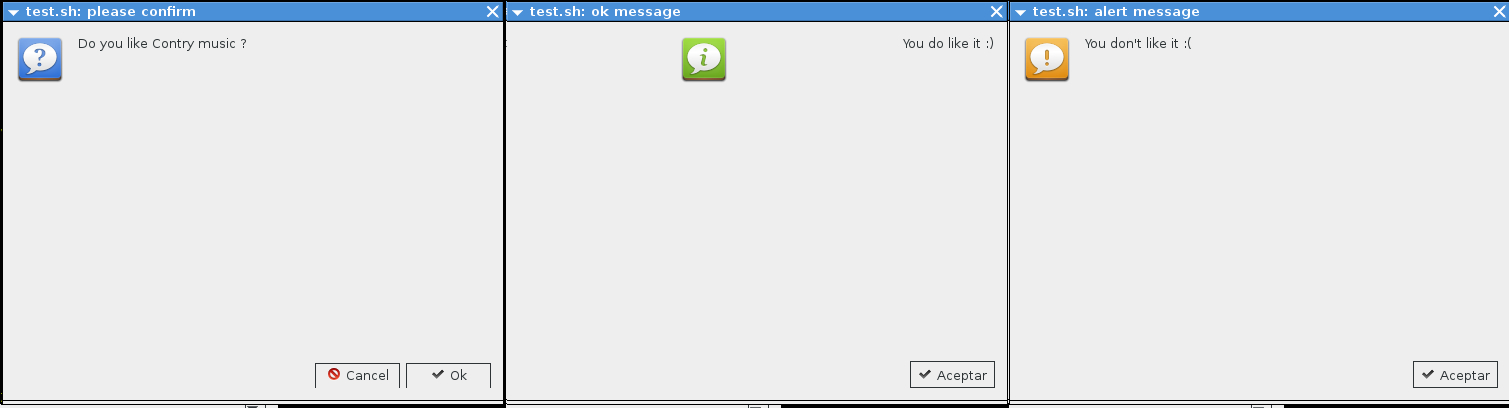 test.sh: please confirm
Do you like Contry music ?
Cancel
Ok
test.sh: ok message
You do like it :)
Aceptar
test.sh: alert message
You don't like it :(
Aceptar